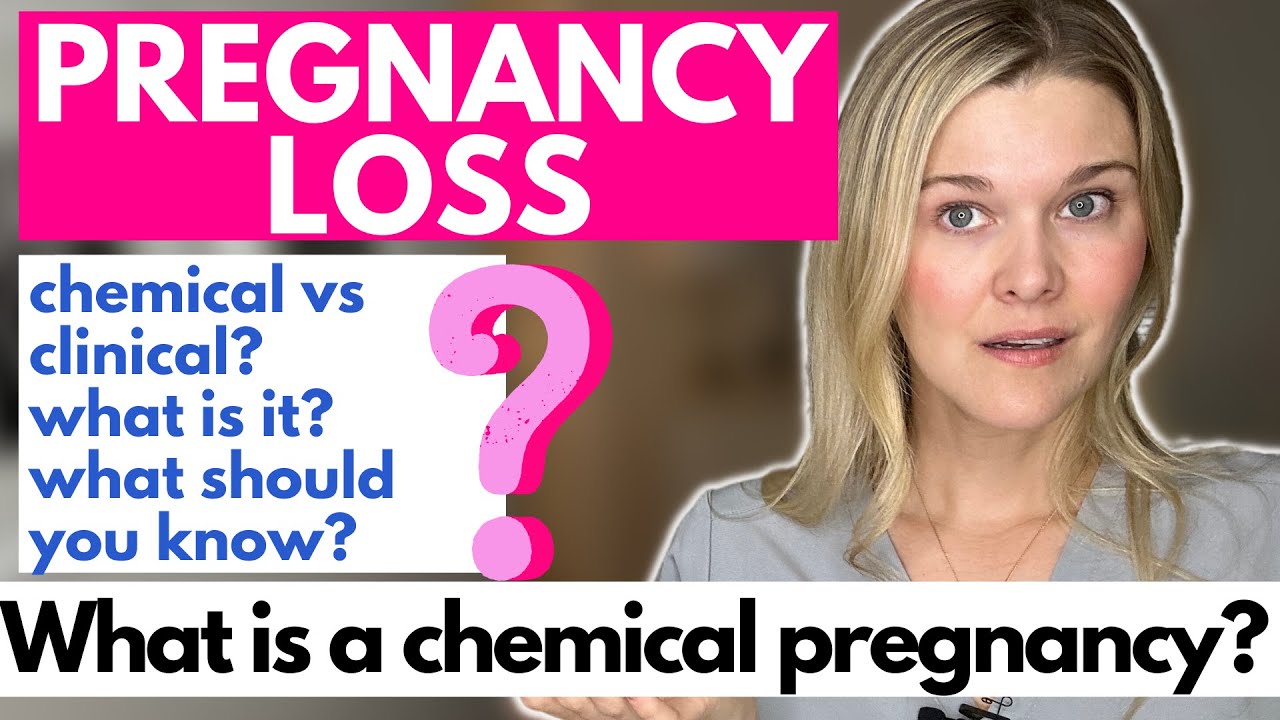 PREGNANCY
LOSS
chemical vs
clinical?
what is it?
what should
you know?
?
What is a chemical pregnancy?